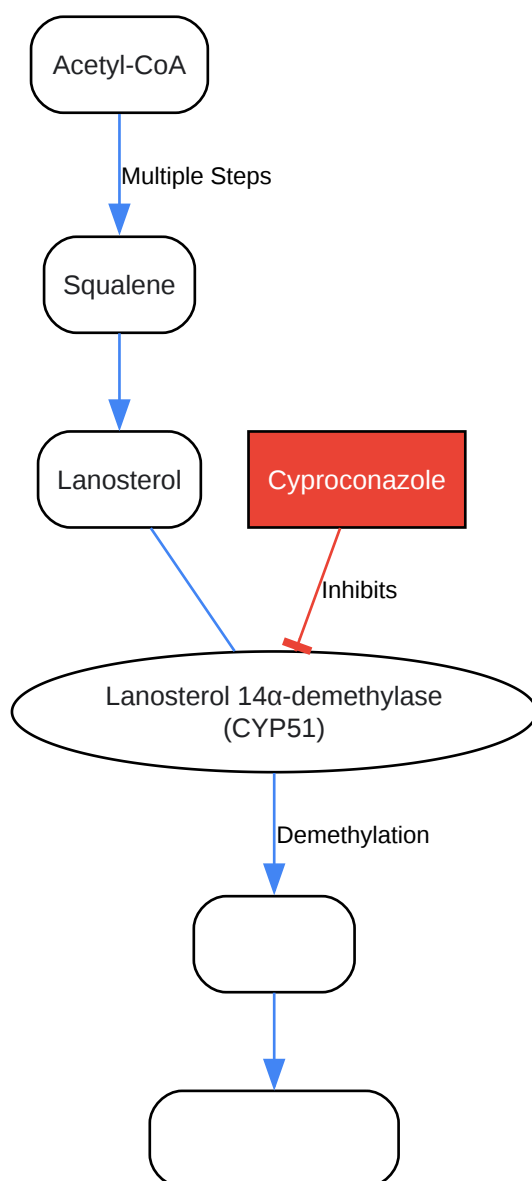 Acetyl-CoA
Multiple Steps
Squalene
Lanosterol
Cyproconazole
Inhibits
Lanosterol 14α-demethylase
(CYP51)
Demethylation